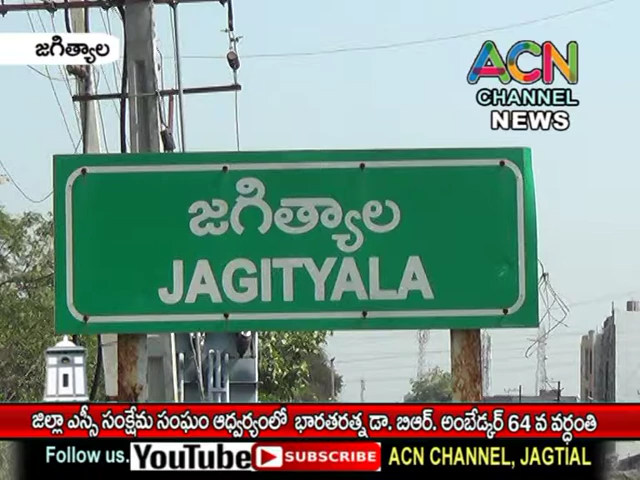 జగిత్యాల
ACN
CHANNEL
NEWS
జగిత్యాల
JAGITYALA
జిల్లా ఎస్సీ సంక్షేమ సంఘం ఆధ్వర్యంలో భారతరత్న డా. బిఆర్. అంబేడ్కర్ 64 వ వర్ధంతి
Follow us. YouTube SUBSCRIBE ACN CHANNEL, JAGTIAL